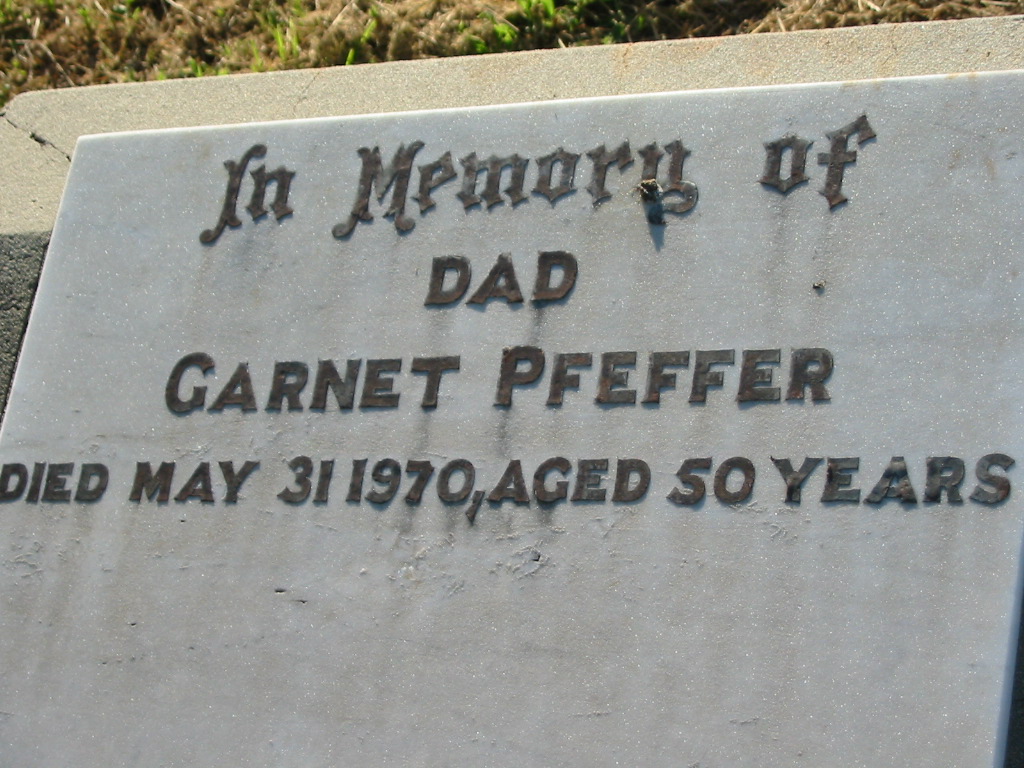 In Memory of
DAD
GARNET PFEFFER
DIED MAY 31 1970, AGED 50 YEARS